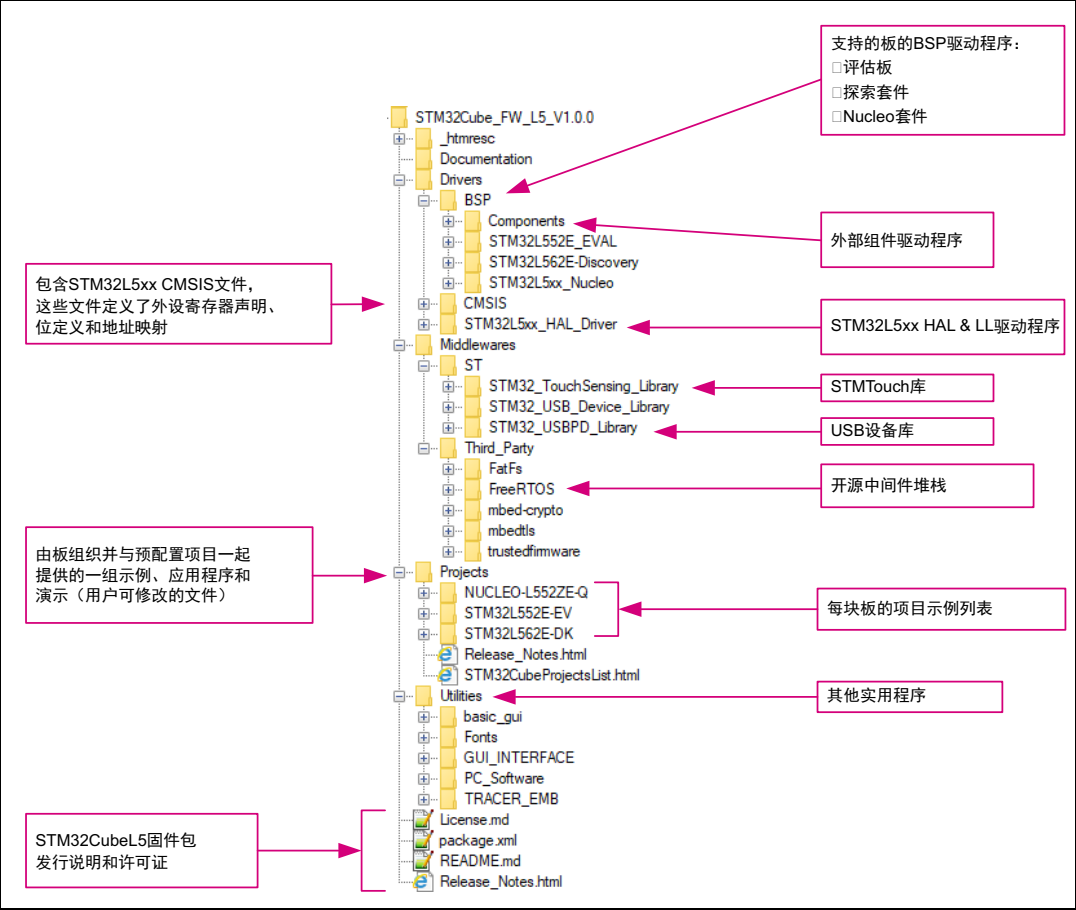 支持的板的BSP驱动程序：
□评估板
□探索套件
□Nucleo套件
STM32Cube_FW_L5_V1.0.0
_htmresc
Documentation
Drivers
BSP
Components
外部组件驱动程序
STM32L552E_EVAL
STM32L562E-Discovery
STM32L5xx_Nucleo
包含STM32L5xx CMSIS文件，
这些文件定义了外设寄存器声明、
位定义和地址映射
CMSIS
STM32L5xx_HAL_Driver
STM32L5xx HAL & LL驱动程序
Middlewares
ST
STM32_TouchSensing_Library
STMTouch库
STM32_USB_Device_Library
STM32_USBPD_Library
USB设备库
Third_Party
FatFs
FreeRTOS
开源中间件堆栈
mbed-crypto
mbedtls
trustedfirmware
由板组织并与预配置项目一起
提供的一组示例、应用程序和
演示（用户可修改的文件）
Projects
NUCLEO-L552ZE-Q
STM32L552E-EV
STM32L562E-DK
每块板的项目示例列表
Release_Notes.html
STM32CubeProjectsList.html
Utilities
其他实用程序
basic_gui
Fonts
GUI_INTERFACE
PC_Software
TRACER_EMB
STM32CubeL5固件包
发行说明和许可证
License.md
package.xml
README.md
Release_Notes.html